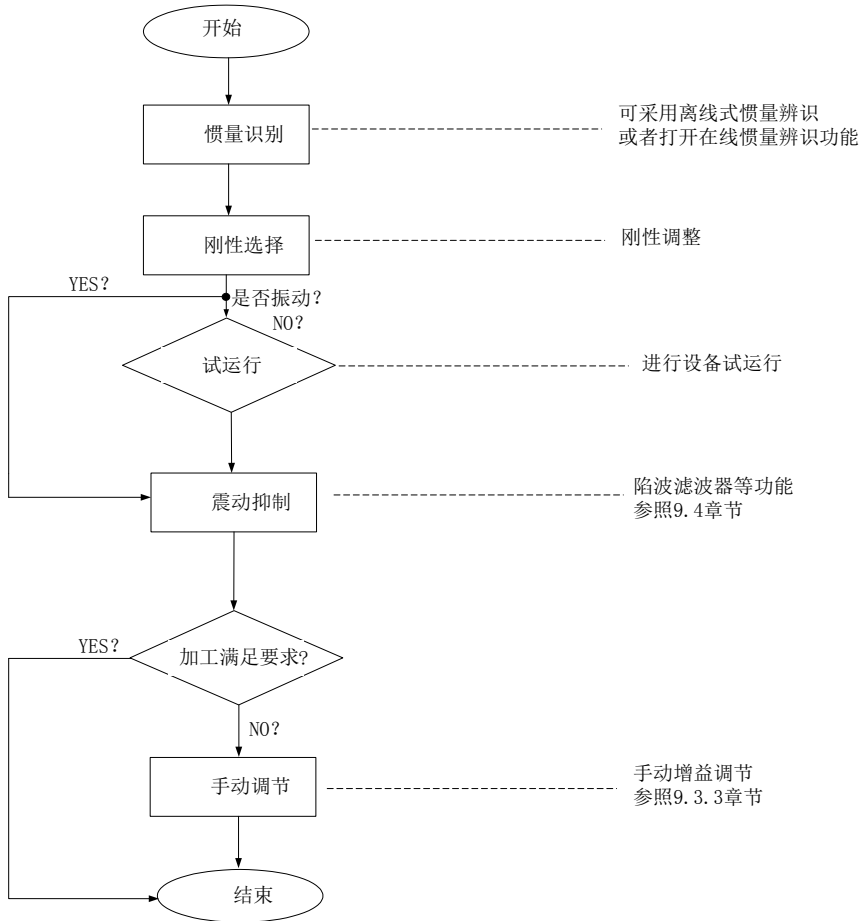 开始
惯量识别
可采用离线式惯量辨识
或者打开在线惯量辨识功能
刚性选择
刚性调整
YES?
是否振动?
NO?
试运行
进行设备试运行
震动抑制
陷波滤波器等功能
参照9.4章节
YES?
加工满足要求?
NO?
手动调节
手动增益调节
参照9.3.3章节
结束